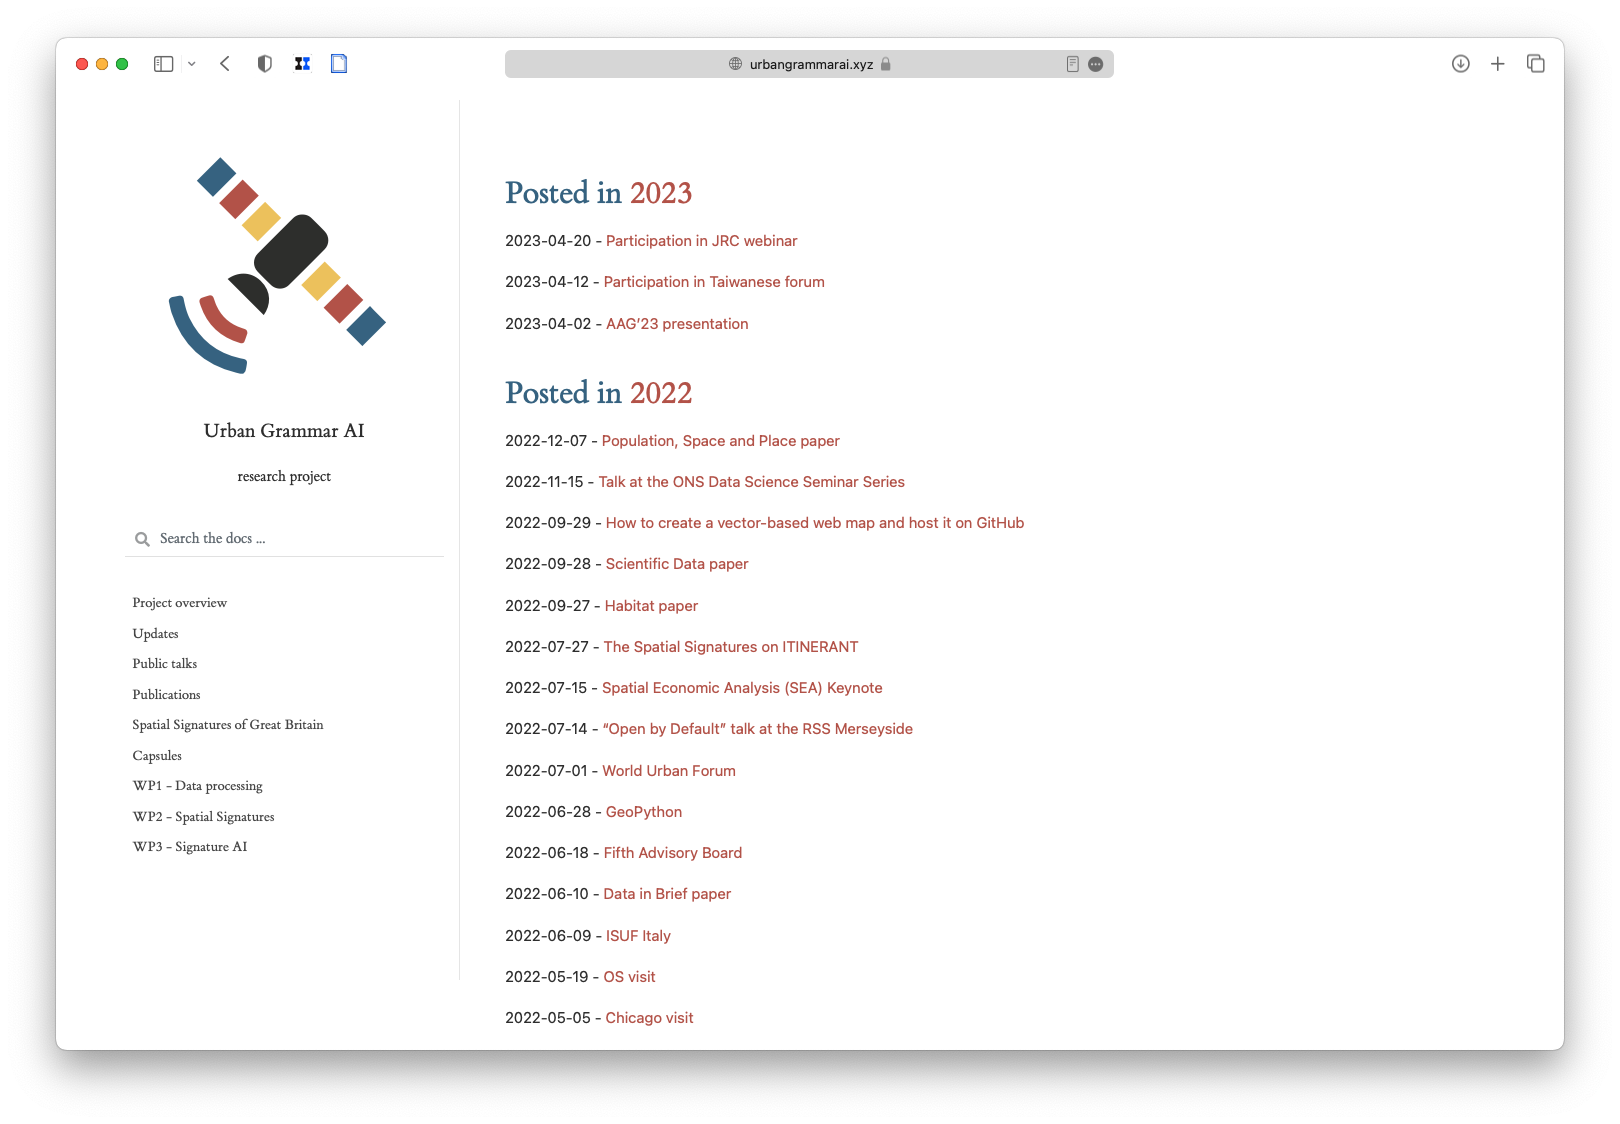 urbangrammarai.xyz
Urban Grammar AI
research project
Search the docs ...
Project overview
Updates
Public talks
Publications
Spatial Signatures of Great Britain
Capsules
WP1 - Data processing
WP2 - Spatial Signatures
WP3 - Signature AI
Posted in 2023
2023-04-20 - Participation in JRC webinar
2023-04-12 - Participation in Taiwanese forum
2023-04-02 - AAG’23 presentation
Posted in 2022
2022-12-07 - Population, Space and Place paper
2022-11-15 - Talk at the ONS Data Science Seminar Series
2022-09-29 - How to create a vector-based web map and host it on GitHub
2022-09-28 - Scientific Data paper
2022-09-27 - Habitat paper
2022-07-27 - The Spatial Signatures on ITINERANT
2022-07-15 - Spatial Economic Analysis (SEA) Keynote
2022-07-14 - “Open by Default” talk at the RSS Merseyside
2022-07-01 - World Urban Forum
2022-06-28 - GeoPython
2022-06-18 - Fifth Advisory Board
2022-06-10 - Data in Brief paper
2022-06-09 - ISUF Italy
2022-05-19 - OS visit
2022-05-05 - Chicago visit